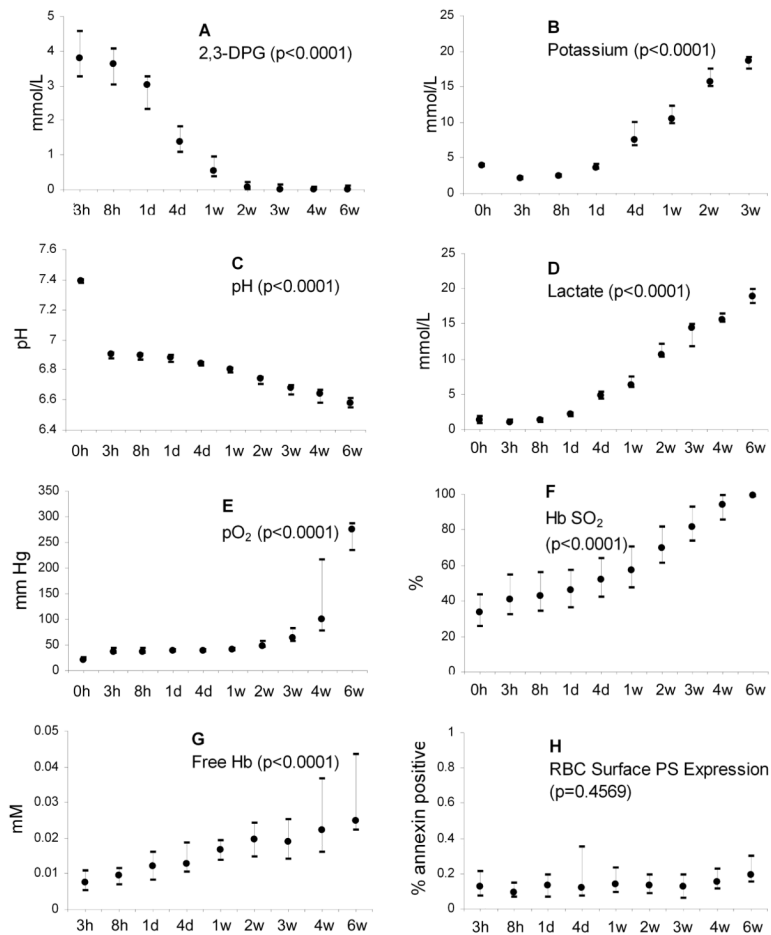 A
2,3-DPG (p<0.0001)
mmol/L
5
4
3
2
1
0
3h 8h 1d 4d 1w 2w 3w 4w 6w
B
Potassium (p<0.0001)
mmol/L
25
20
15
10
5
0
0h 3h 8h 1d 4d 1w 2w 3w
C
pH (p<0.0001)
pH
7.6
7.4
7.2
7
6.8
6.6
6.4
0h 3h 8h 1d 4d 1w 2w 3w 4w 6w
D
Lactate (p<0.0001)
mmol/L
25
20
15
10
5
0
0h 3h 8h 1d 4d 1w 2w 3w 4w 6w
E
pO₂ (p<0.0001)
mm Hg
350
300
250
200
150
100
50
0
0h 3h 8h 1d 4d 1w 2w 3w 4w 6w
F
Hb SO₂
(p<0.0001)
%
100
80
60
40
20
0
0h 3h 8h 1d 4d 1w 2w 3w 4w 6w
G
Free Hb (p<0.0001)
mM
0.05
0.04
0.03
0.02
0.01
0
3h 8h 1d 4d 1w 2w 3w 4w 6w
H
RBC Surface PS Expression
(p=0.4569)
% annexin positive
1
0.8
0.6
0.4
0.2
0
3h 8h 1d 4d 1w 2w 3w 4w 6w